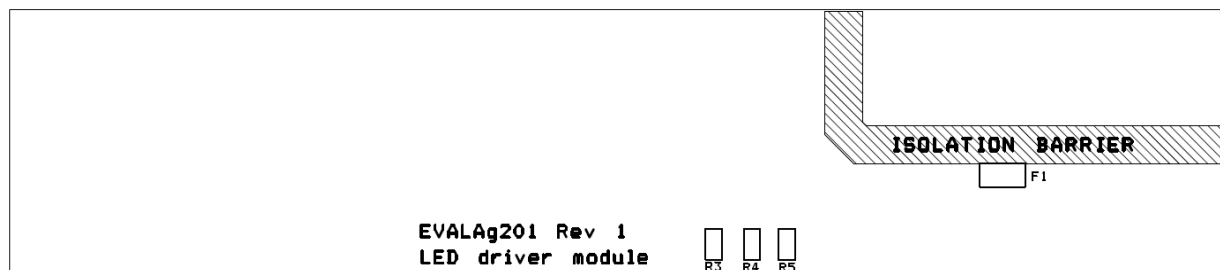 ISOLATION BARRIER
F1
EVALAg201 Rev 1
LED driver module
R3 R4 R5